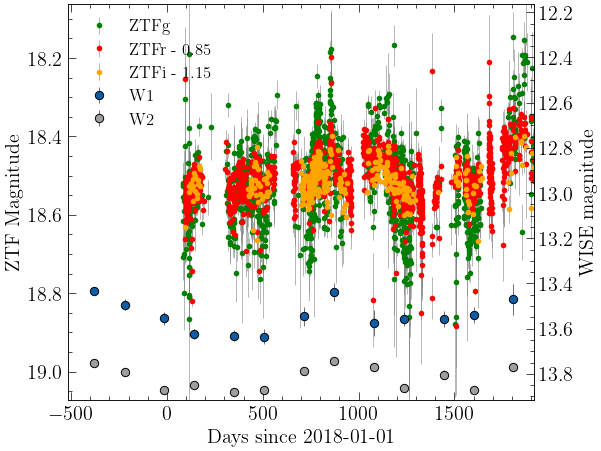 ZTFg
ZTFr - 0.85
ZTFi - 1.15
W1
W2
18.2
18.4
18.6
18.8
19.0
ZTF Magnitude
12.2
12.4
12.6
12.8
13.0
13.2
13.4
13.6
13.8
WISE magnitude
−500
0
500
1000
1500
Days since 2018-01-01